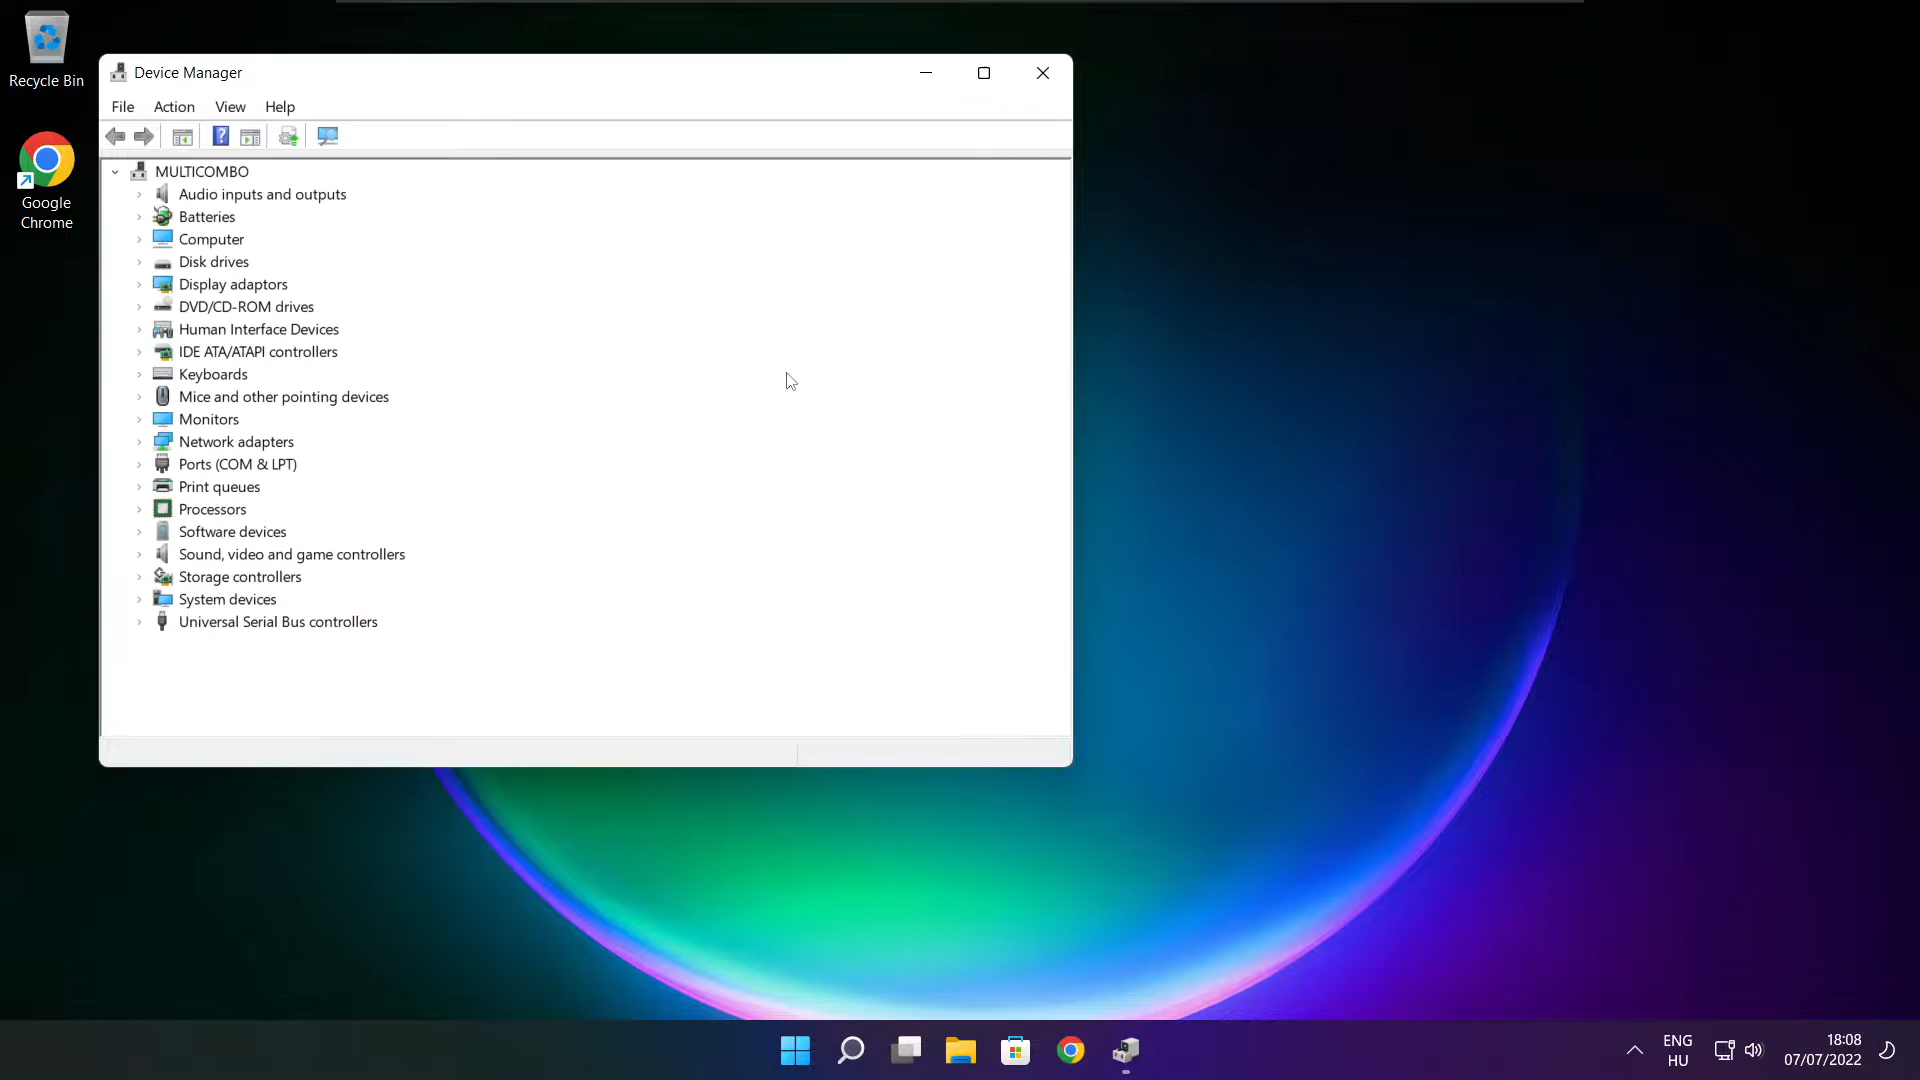 Recycle Bin
Google
Chrome
Device Manager
File Action View Help
MULTICOMBO
Audio inputs and outputs
Batteries
Computer
Disk drives
Display adaptors
DVD/CD-ROM drives
Human Interface Devices
IDE ATA/ATAPI controllers
Keyboards
Mice and other pointing devices
Monitors
Network adapters
Ports (COM & LPT)
Print queues
Processors
Software devices
Sound, video and game controllers
Storage controllers
System devices
Universal Serial Bus controllers
ENG
HU
18:08
07/07/2022